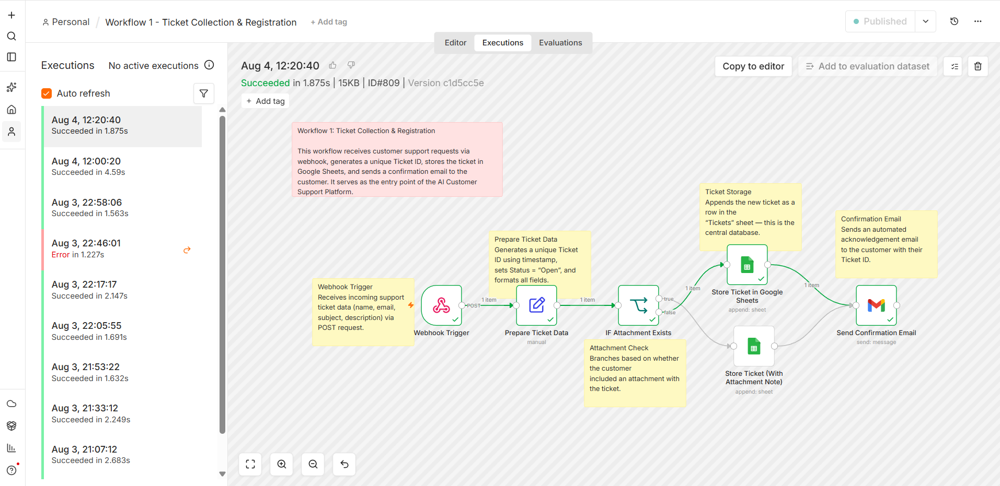 Personal / Workflow 1 - Ticket Collection & Registration + Add tag
Published
Editor Executions Evaluations
Executions No active executions
Auto refresh
Aug 4, 12:20:40
Succeeded in 1.875s
Aug 4, 12:00:20
Succeeded in 4.59s
Aug 3, 22:58:06
Succeeded in 1.563s
Aug 3, 22:46:01
Error in 1.227s
Aug 3, 22:17:17
Succeeded in 2.147s
Aug 3, 22:05:55
Succeeded in 1.691s
Aug 3, 21:53:22
Succeeded in 1.632s
Aug 3, 21:33:12
Succeeded in 2.249s
Aug 3, 21:07:12
Succeeded in 2.683s
Aug 4, 12:20:40
Succeeded in 1.875s | 15KB | ID#809 | Version c1d5cc5e
+ Add tag
Copy to editor
Add to evaluation dataset
Workflow 1: Ticket Collection & Registration
This workflow receives customer support requests via
webhook, generates a unique Ticket ID, stores the ticket in
Google Sheets, and sends a confirmation email to the
customer. It serves as the entry point of the AI Customer
Support Platform.
Webhook Trigger
Receives incoming support
ticket data (name, email,
subject, description) via
POST request.
Webhook Trigger
POST
1 item
Prepare Ticket Data
Generates a unique Ticket
ID using timestamp,
sets Status = “Open”, and
formats all fields.
Prepare Ticket Data
manual
1 item
IF Attachment Exists
true
false
Attachment Check
Branches based on whether
the customer
included an attachment with
the ticket.
1 item
Ticket Storage
Appends the new ticket as a
row in the
“Tickets” sheet — this is the
central database.
Store Ticket in Google
Sheets
append: sheet
Store Ticket (With
Attachment Note)
append: sheet
1 item
Confirmation Email
Sends an automated
acknowledgement email
to the customer with their
Ticket ID.
Send Confirmation Email
send: message